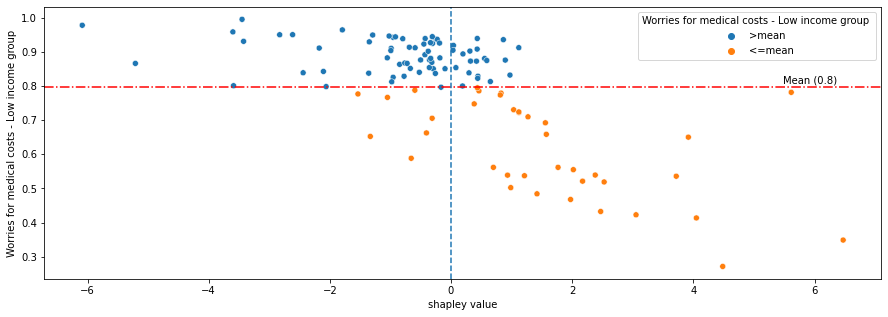 Worries for medical costs - Low income group
>mean
<=mean
Mean (0.8)
1.0
0.9
0.8
0.7
0.6
0.5
0.4
0.3
Worries for medical costs - Low income group
−6
−4
−2
0
2
4
6
shapley value